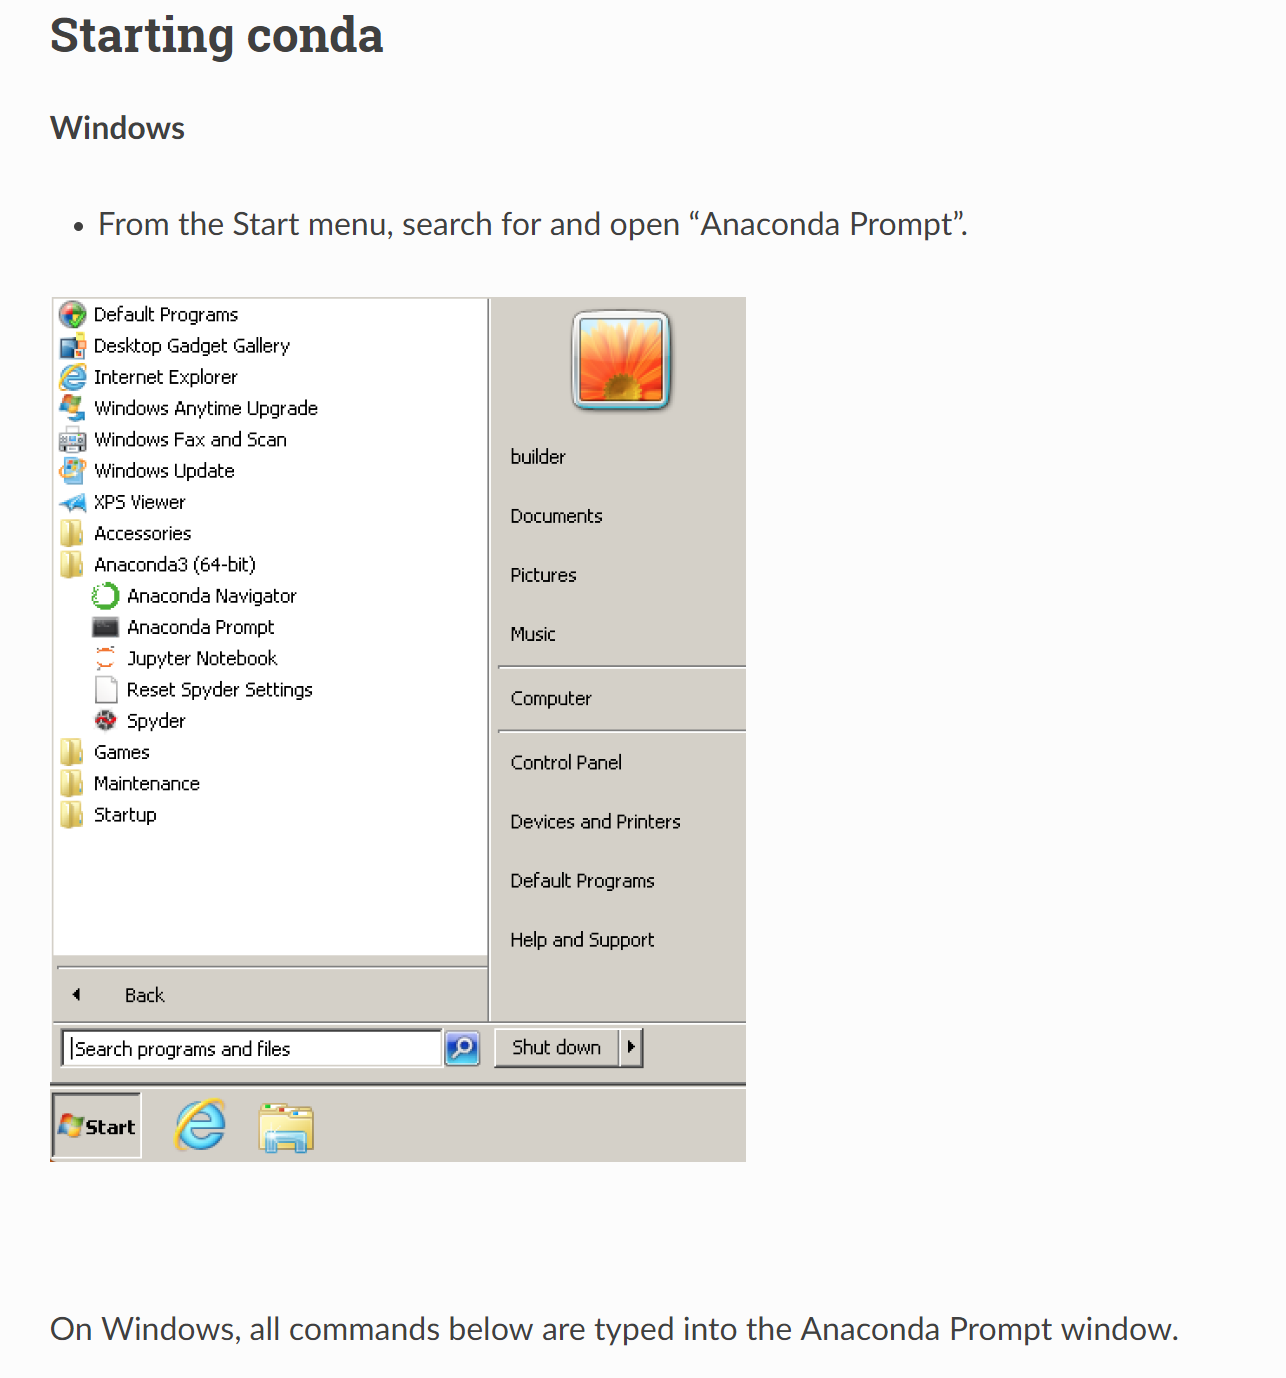 Starting conda
Windows
• From the Start menu, search for and open “Anaconda Prompt”.
Default Programs
Desktop Gadget Gallery
Internet Explorer
Windows Anytime Upgrade
Windows Fax and Scan
Windows Update
XPS Viewer
Accessories
Anaconda3 (64-bit)
Anaconda Navigator
Anaconda Prompt
Jupyter Notebook
Reset Spyder Settings
Spyder
Games
Maintenance
Startup
Back
Search programs and files
builder
Documents
Pictures
Music
Computer
Control Panel
Devices and Printers
Default Programs
Help and Support
Shut down
Start
On Windows, all commands below are typed into the Anaconda Prompt window.